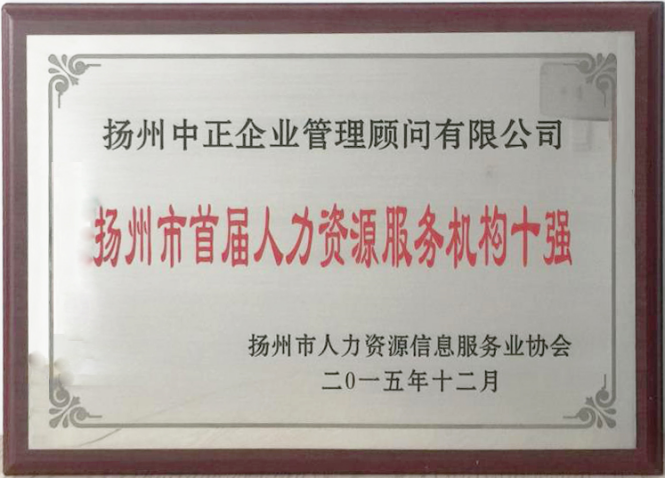 扬州中正企业管理顾问有限公司
扬州市首届人力资源服务机构十强
扬州市人力资源信息服务业协会
二0一五年十二月